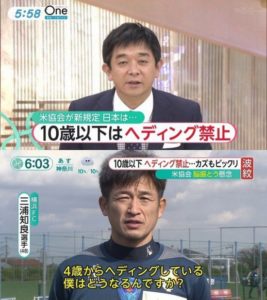 5:58
One
米協会が新規定 日本は…
10歳以下はヘディング禁止
6:03
あす
神奈川
10歳以下 ヘディング禁止…カズもビックリ
波紋
米協会 脳振とう懸念
横浜FC
三浦知良選手
4歳からヘディングしている
僕はどうなるんですか?